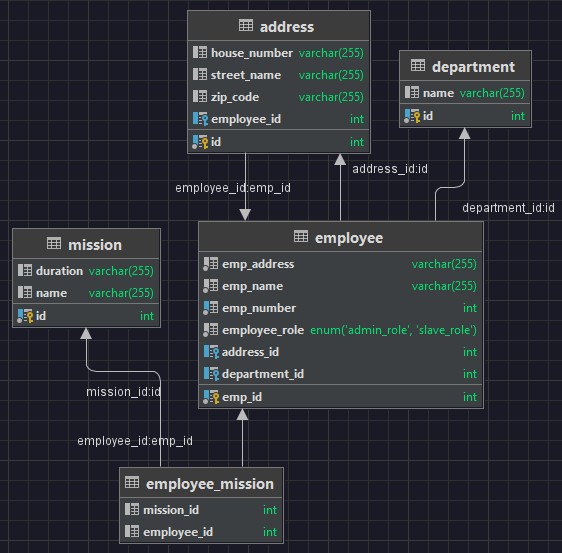 address
house_number varchar(255)
street_name varchar(255)
zip_code varchar(255)
employee_id int
id int
department
name varchar(255)
id int
employee_id:emp_id
address_id:id
department_id:id
mission
duration varchar(255)
name varchar(255)
id int
employee
emp_address varchar(255)
emp_name varchar(255)
emp_number int
employee_role enum('admin_role', 'slave_role')
address_id int
department_id int
emp_id int
mission_id:id
employee_id:emp_id
employee_mission
mission_id int
employee_id int